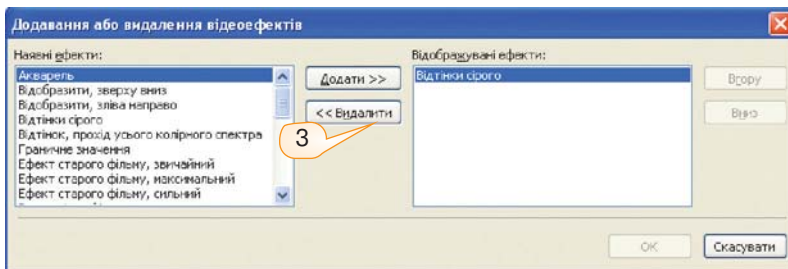 Додавання або видалення відеоефектів
Наявні ефекти:
Акварель
Відобразити, зверху вниз
Відобразити, зліва направо
Відтінки сірого
Відтінок, прохід усього колірного спектра
Граничне значення
Ефект старого фільму, звичайний
Ефект старого фільму, максимальний
Ефект старого фільму, сильний
Додати >>
<< Видалити
3
Відображувані ефекти:
Відтінки сірого
Вгору
Вниз
ОК
Скасувати